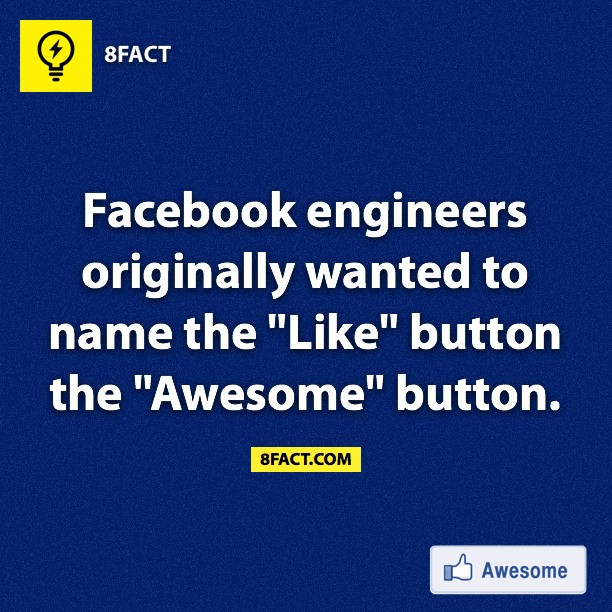 8FACT
Facebook engineers
originally wanted to
name the "Like" button
the "Awesome" button.
8FACT.COM
Awesome